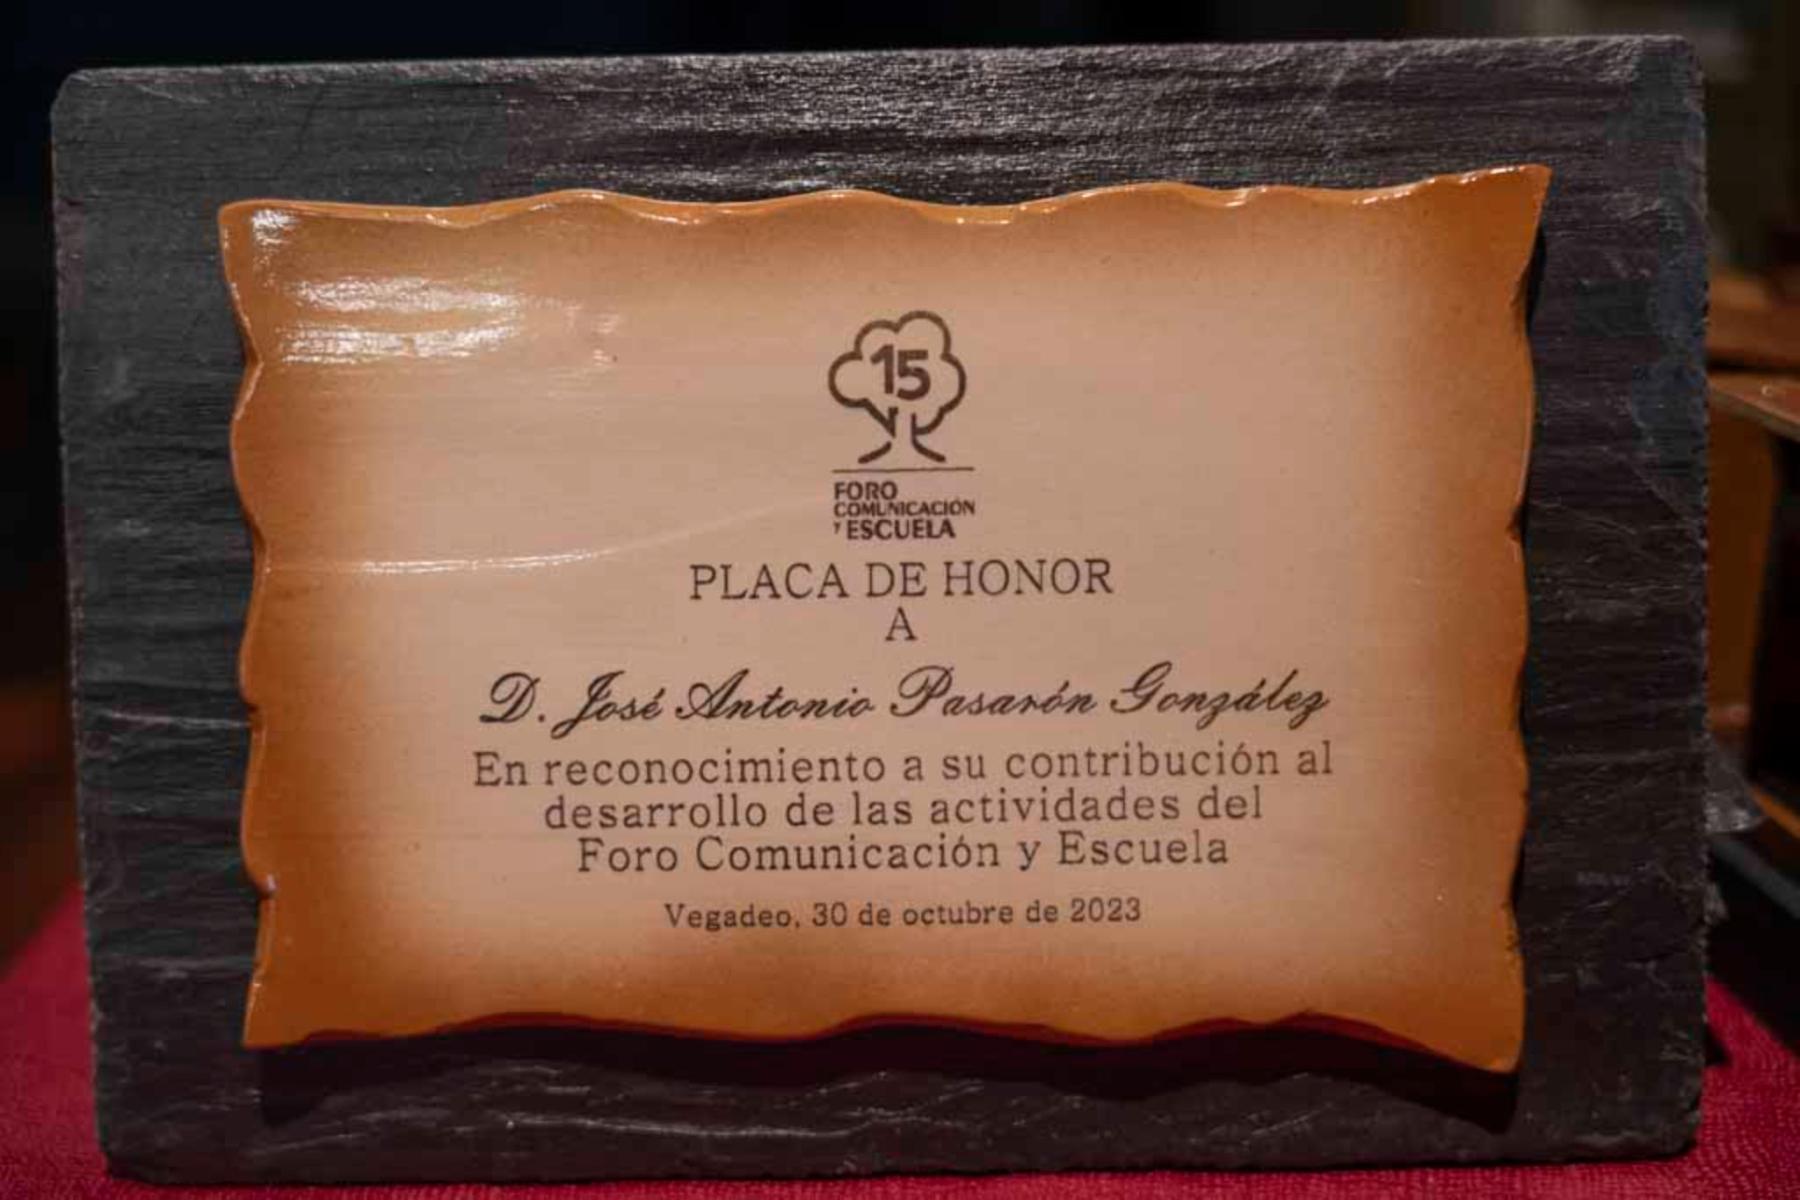 15
FORO
COMUNICACIÓN
Y ESCUELA
PLACA DE HONOR
A
D. José Antonio Pasarón González
En reconocimiento a su contribución al
desarrollo de las actividades del
Foro Comunicación y Escuela
Vegadeo, 30 de octubre de 2023